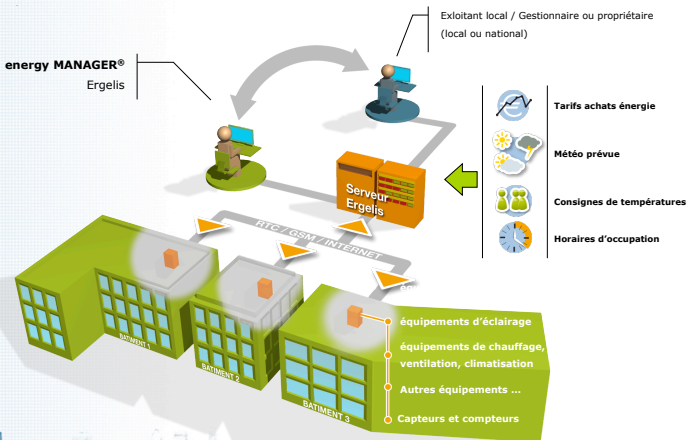 Exloitant local / Gestionnaire ou propriétaire
(local ou national)
energy MANAGER®
Ergelis
Tarifs achats énergie
Météo prévue
Consignes de températures
Horaires d'occupation
Serveur
Ergelis
RTC / GSM / INTERNET
BATIMENT 1
BATIMENT 2
BATIMENT 3
équipements d'éclairage
équipements de chauffage,
ventilation, climatisation
Autres équipements ...
Capteurs et compteurs